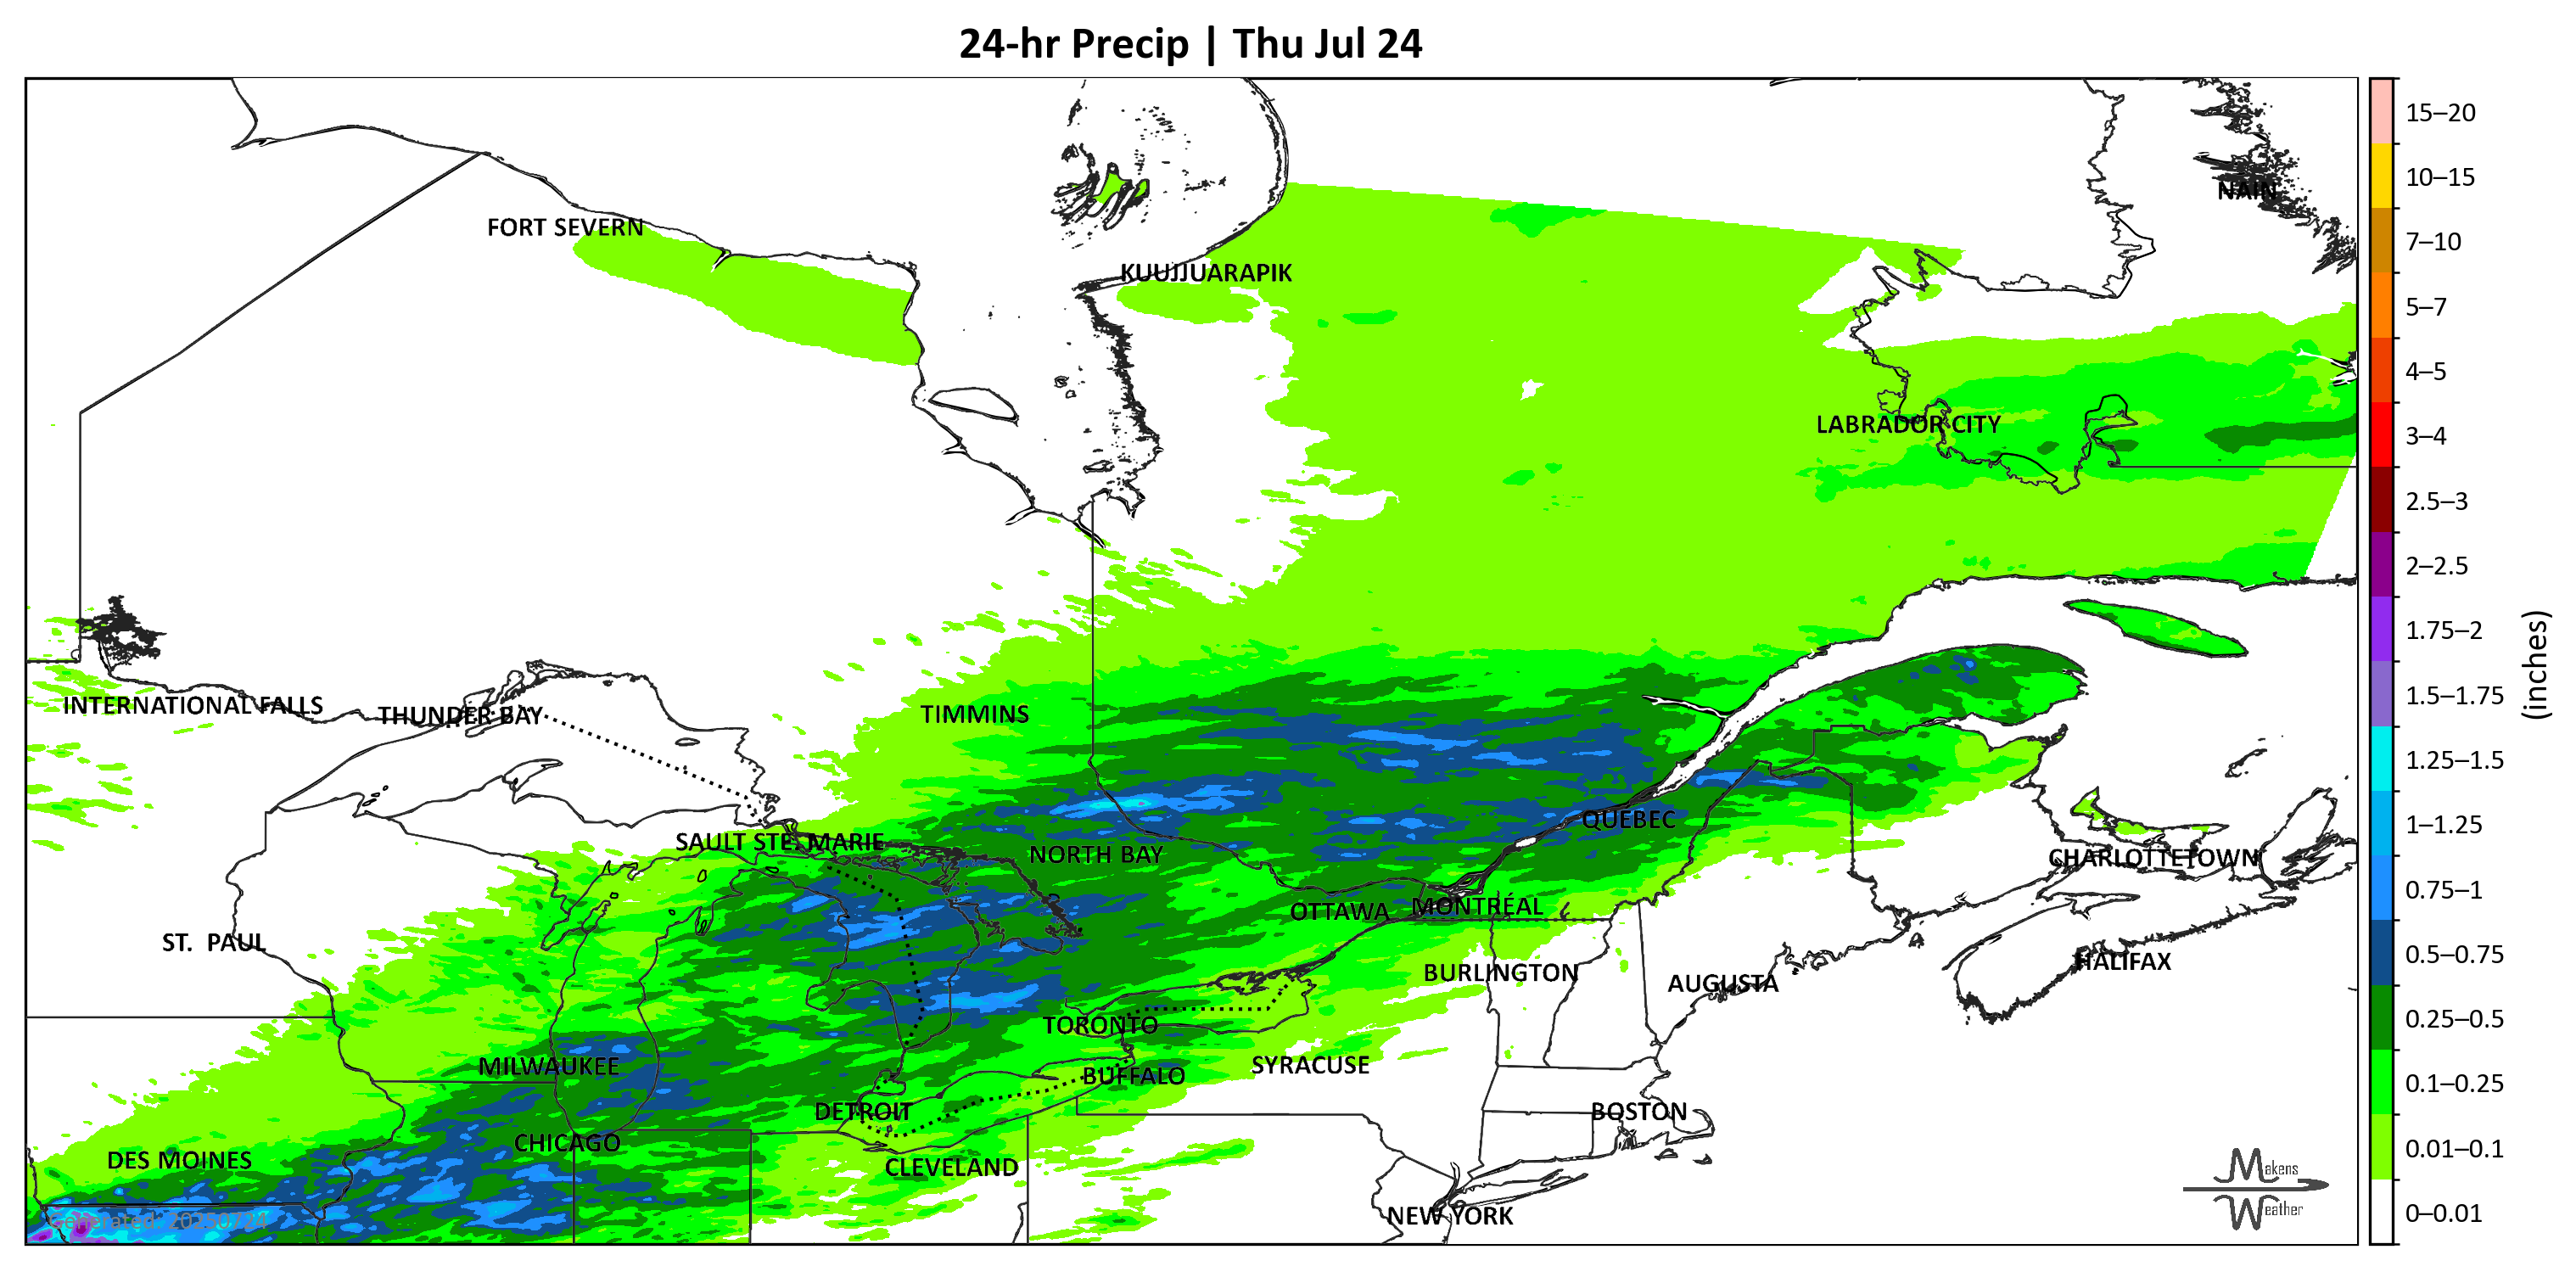 24-hr Precip | Thu Jul 24
NAIN
FORT SEVERN
KUUJJUARAPIK
LABRADOR CITY
INTERNATIONAL FALLS
THUNDER BAY
TIMMINS
SAULT STE. MARIE
NORTH BAY
QUEBEC
CHARLOTTETOWN
OTTAWA
MONTRÉAL
ST. PAUL
BURLINGTON
AUGUSTA
HALIFAX
TORONTO
MILWAUKEE
BUFFALO
SYRACUSE
DETROIT
BOSTON
CHICAGO
DES MOINES
CLEVELAND
NEW YORK
Generated: 20250724
Makens
Weather
15–20
10–15
7–10
5–7
4–5
3–4
2.5–3
2–2.5
1.75–2
1.5–1.75
1.25–1.5
1–1.25
0.75–1
0.5–0.75
0.25–0.5
0.1–0.25
0.01–0.1
0–0.01
(inches)